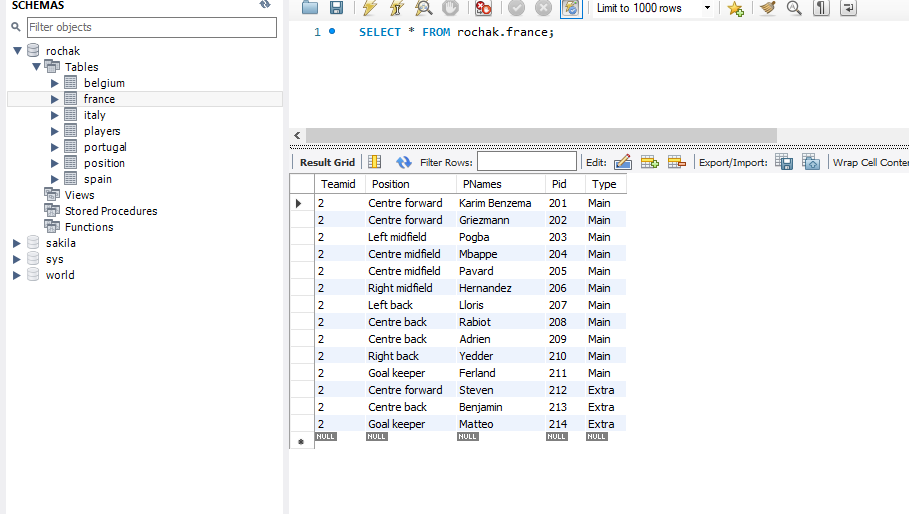 SCHEMAS
Filter objects
rochak
Tables
belgium
france
italy
players
portugal
position
spain
Views
Stored Procedures
Functions
sakila
sys
world
Limit to 1000 rows
1 SELECT * FROM rochak.france;
Result Grid Filter Rows: Edit: Export/Import: Wrap Cell Conten
Teamid Position PNames Pid Type
2 Centre forward Karim Benzema 201 Main
2 Centre forward Griezmann 202 Main
2 Left midfield Pogba 203 Main
2 Centre midfield Mbappe 204 Main
2 Centre midfield Pavard 205 Main
2 Right midfield Hernandez 206 Main
2 Left back Lloris 207 Main
2 Centre back Rabiot 208 Main
2 Centre back Adrien 209 Main
2 Right back Yedder 210 Main
2 Goal keeper Ferland 211 Main
2 Centre forward Steven 212 Extra
2 Centre back Benjamin 213 Extra
2 Goal keeper Matteo 214 Extra
NULL NULL NULL NULL NULL